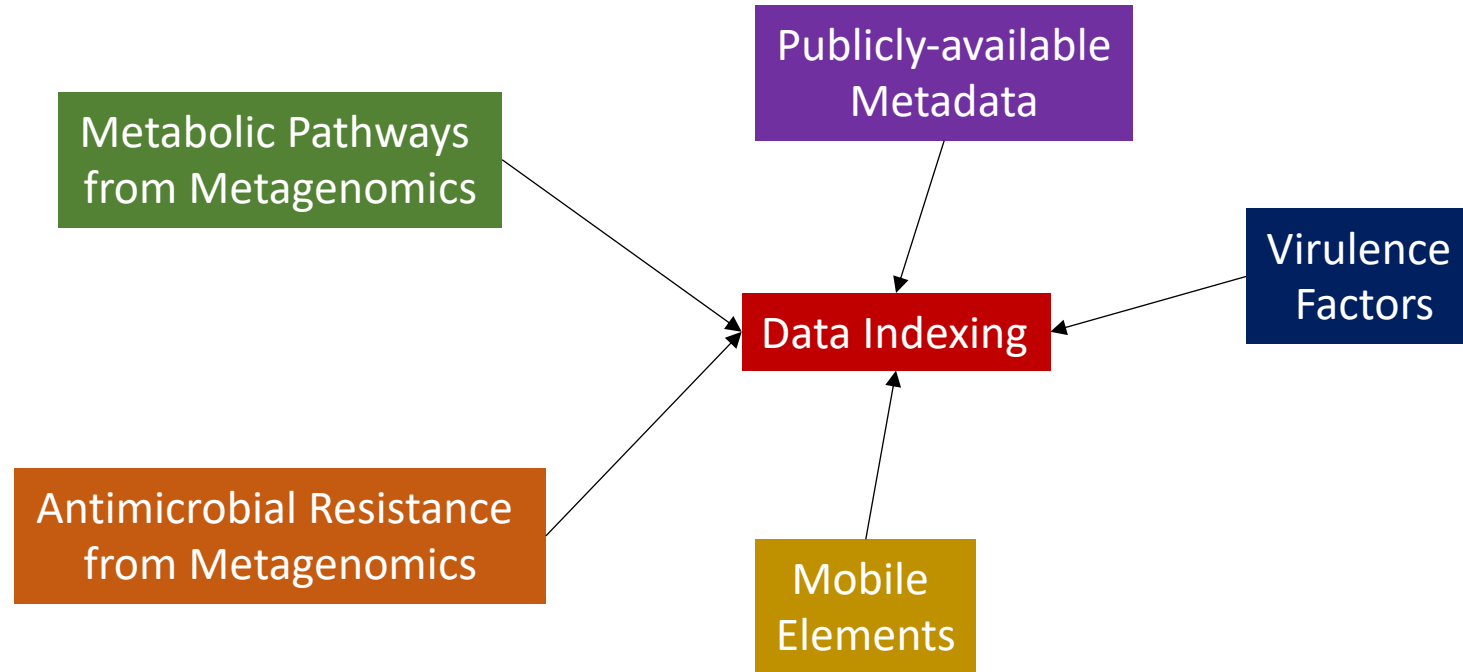 Publicly-available
Metadata
Metabolic Pathways
from Metagenomics
Virulence
Factors
Data Indexing
Antimicrobial Resistance
from Metagenomics
Mobile
Elements